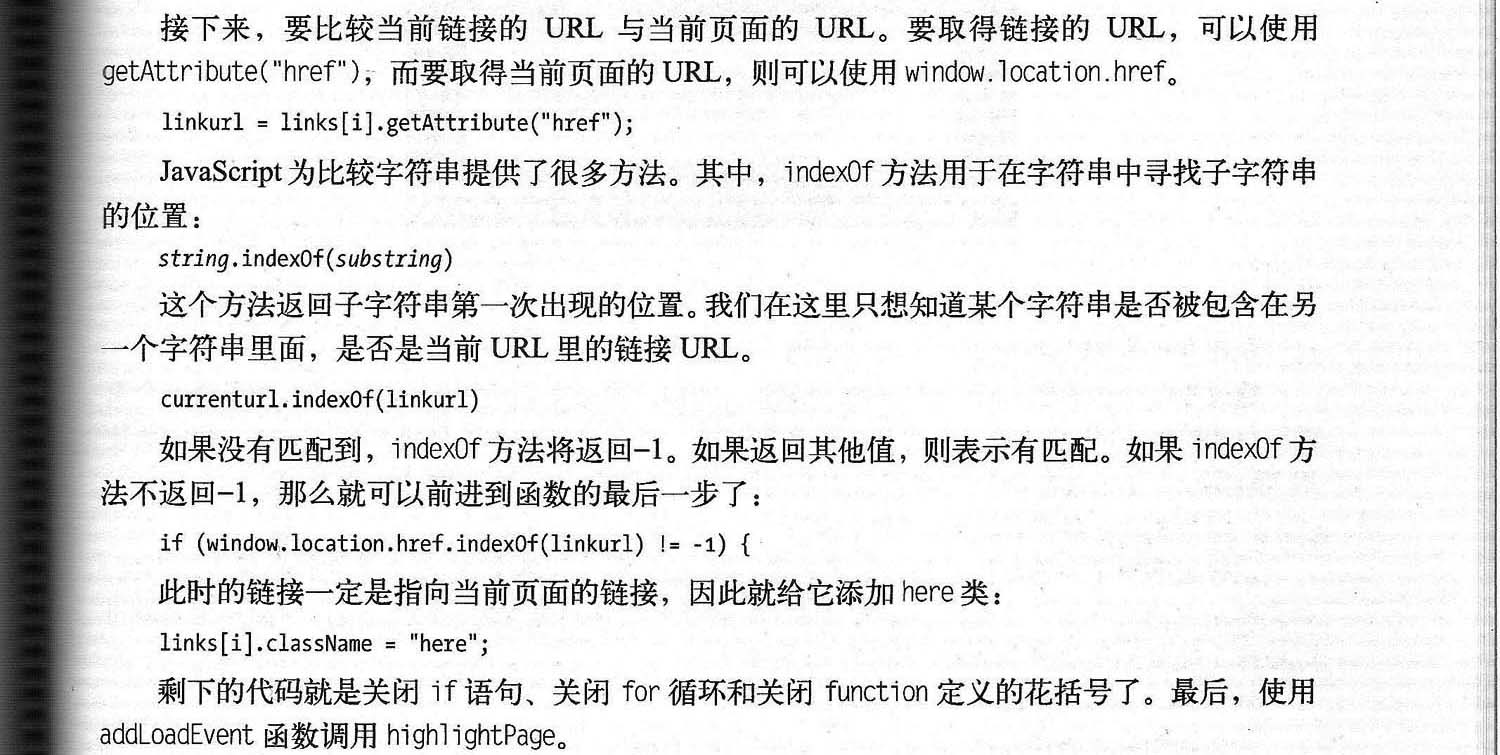 接下来，要比较当前链接的 URL 与当前页面的 URL。要取得链接的 URL，可以使用
getAttribute("href")；而要取得当前页面的 URL，则可以使用 window.location.href。
linkurl = links[i].getAttribute("href");
JavaScript 为比较字符串提供了很多方法。其中，indexOf 方法用于在字符串中寻找子字符串
的位置：
string.indexOf(substring)
这个方法返回子字符串第一次出现的位置。我们在这里只想知道某个字符串是否被包含在另
一个字符串里面，是否是当前 URL 里的链接 URL。
currenturl.indexOf(linkurl)
如果没有匹配到，indexOf 方法将返回–1。如果返回其他值，则表示有匹配。如果 indexOf 方
法不返回–1，那么就可以前进到函数的最后一步了：
if (window.location.href.indexOf(linkurl) != -1) {
此时的链接一定是指向当前页面的链接，因此就给它添加 here 类：
links[i].className = "here";
剩下的代码就是关闭 if 语句、关闭 for 循环和关闭 function 定义的花括号了。最后，使用
addLoadEvent 函数调用 highlightPage。